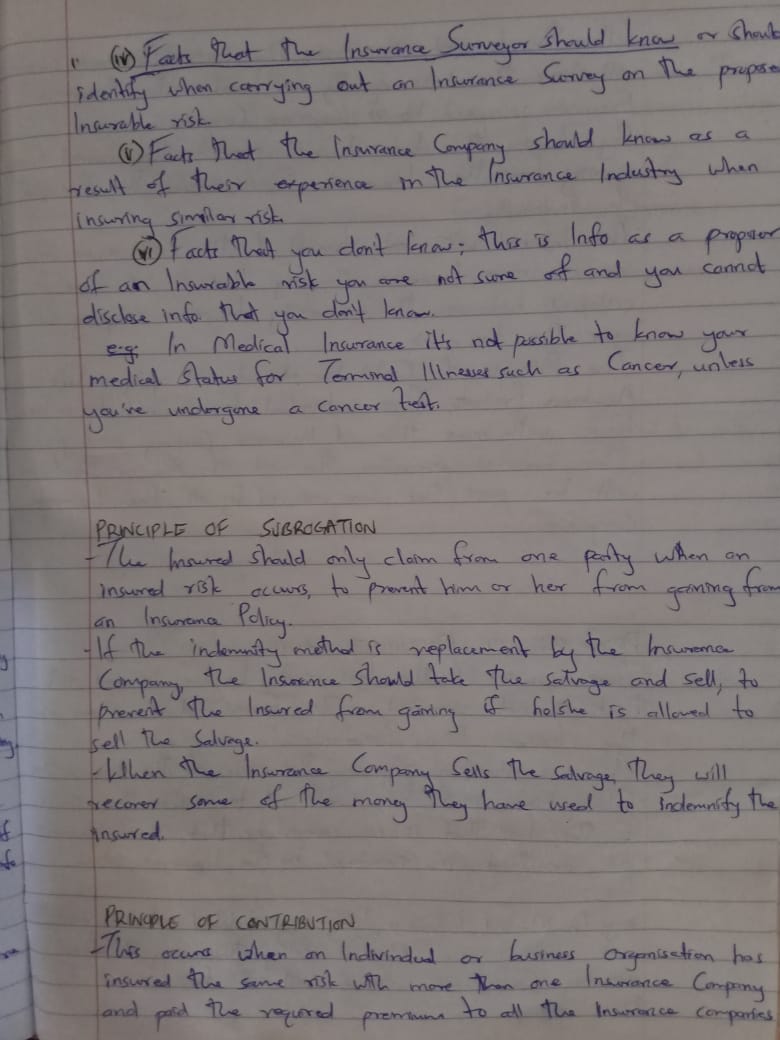 (iv) Facts that the Insurance Surveyor should know or should
identify when carrying out an Insurance Survey on the propose
Insurable risk.
(v) Facts that the Insurance Company should know as a
result of their experience in the Insurance Industry when
insuring similar risk.
(vi) Facts that you don't know; this is Info as a proposer
of an Insurable risk you are not sure of and you cannot
disclose info. that you don't know.
e.g. In Medical Insurance it's not possible to know your
medical status for Terminal Illnesses such as Cancer, unless
you've undergone a cancer test.
PRINCIPLE OF SUBROGATION
- The Insured should only claim from one party when an
insured risk occurs, to prevent him or her from gaining from
an Insurance Policy.
- If the indemnity method is replacement by the Insurance
Company, the Insurance should take the salvage and sell, to
prevent the Insured from gaining if he/she is allowed to
sell the Salvage.
- When the Insurance Company sells the salvage, they will
recover some of the money they have used to indemnify the
Insured.
PRINCIPLE OF CONTRIBUTION
- This occurs when an Individual or business Organisation has
insured the same risk with more than one Insurance Company
and paid the required premiums to all the Insurance companies